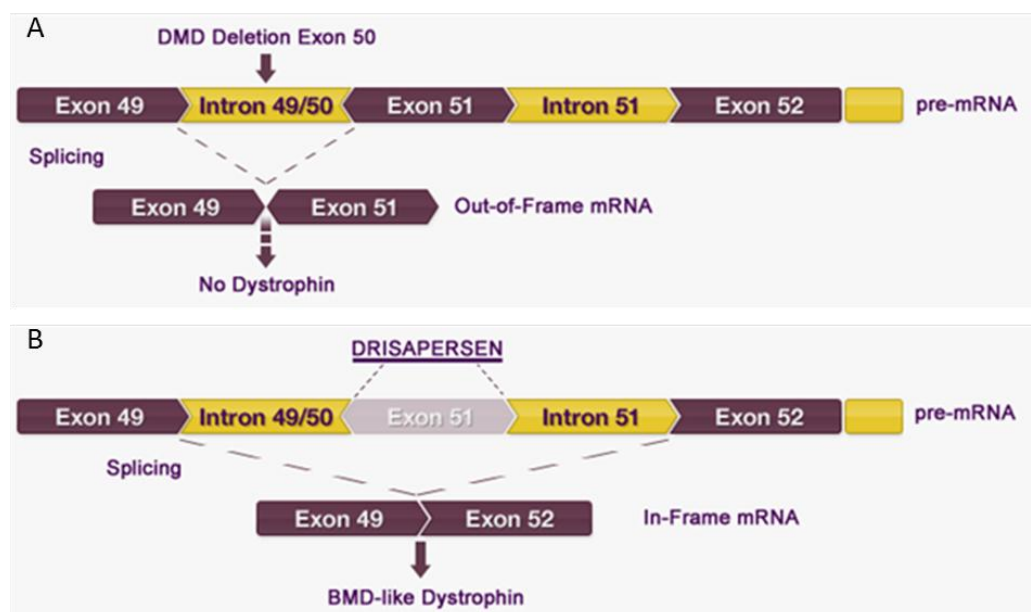 A
DMD Deletion Exon 50
Exon 49 Intron 49/50 Exon 51 Intron 51 Exon 52 pre-mRNA
Splicing
Exon 49 Exon 51 Out-of-Frame mRNA
No Dystrophin
B
DRISAPERSEN
Exon 49 Intron 49/50 Exon 51 Intron 51 Exon 52 pre-mRNA
Splicing
Exon 49 Exon 52 In-Frame mRNA
BMD-like Dystrophin